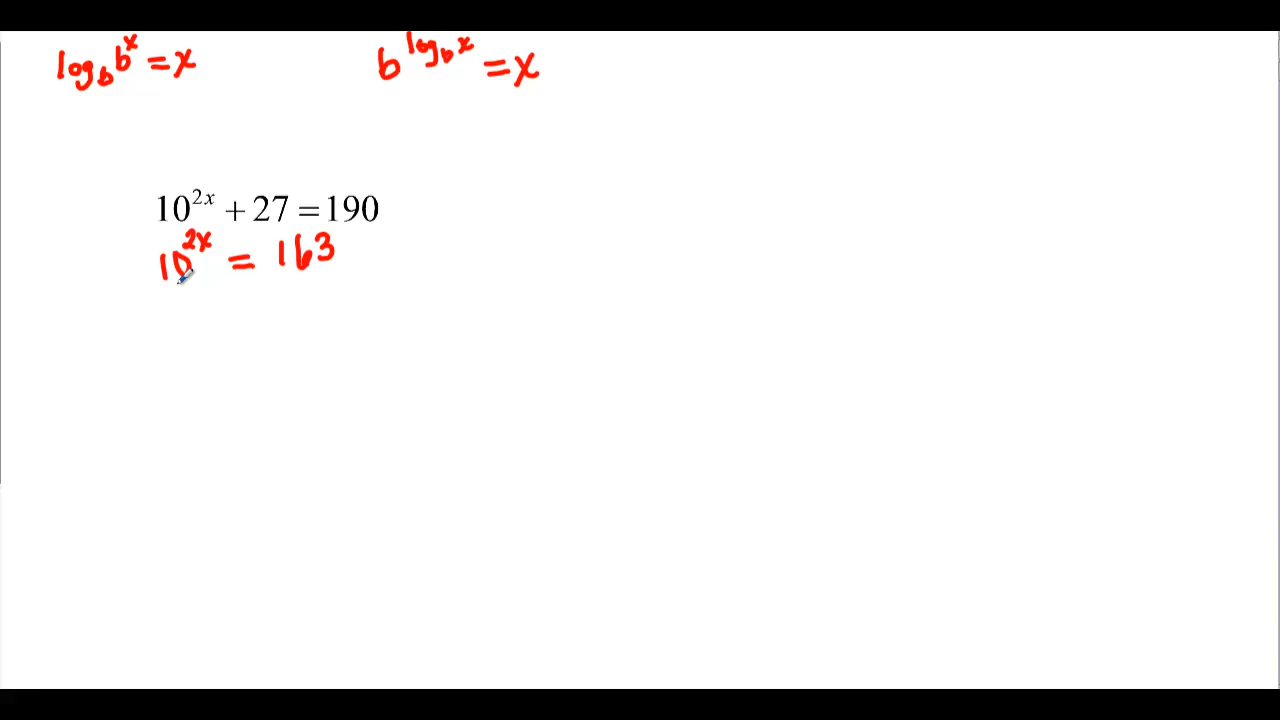 log_b b^x = x    b^{log_b x} = x
10^{2x} + 27 = 190
10^{2x} = 163